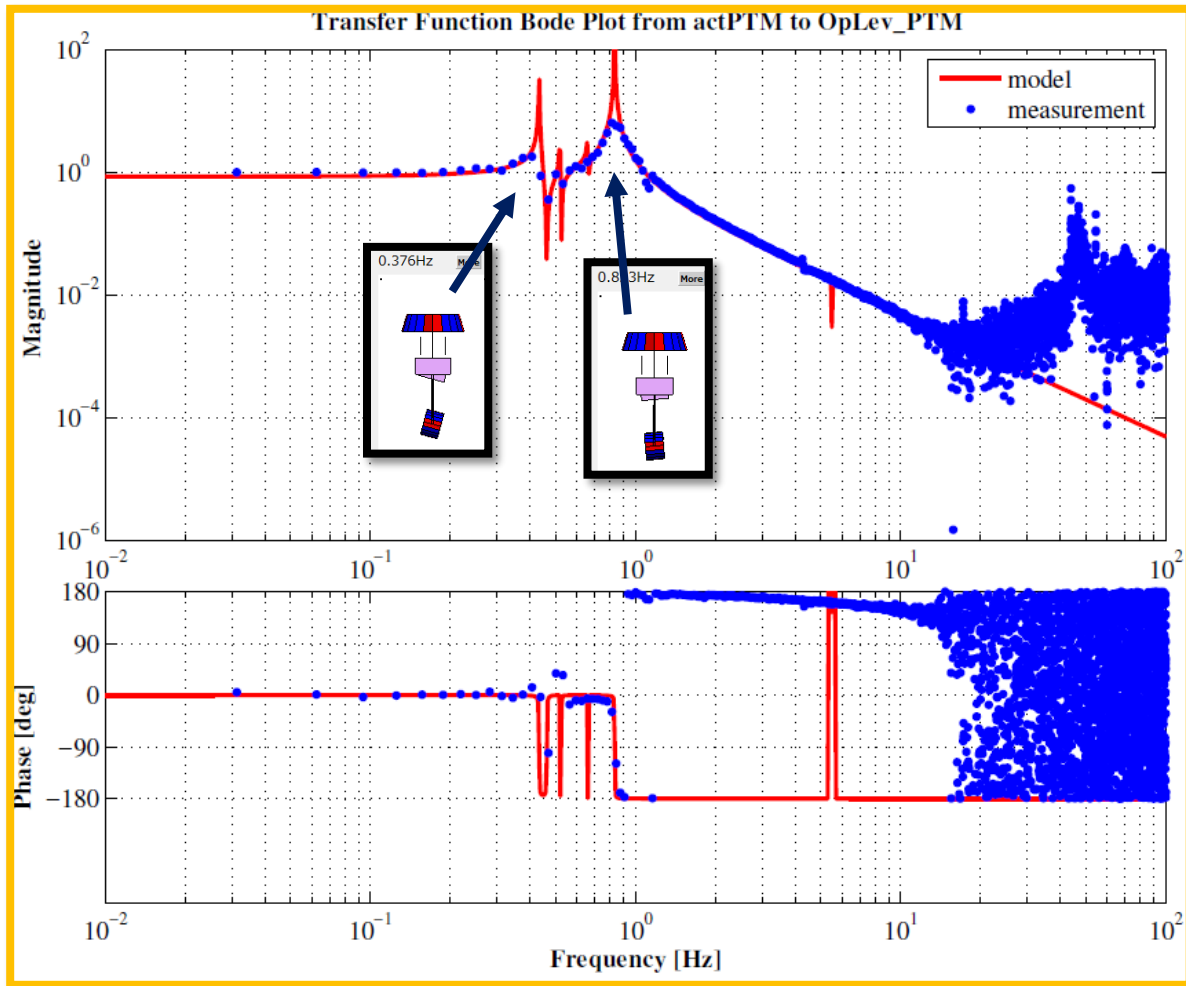 Transfer Function Bode Plot from actPTM to OpLev_PTM
10^2
10^0
10^-2
10^-4
10^-6
Magnitude
model
measurement
0.376Hz
More
More
10^-2
10^-1
10^0
10^1
10^2
180
90
0
−90
−180
Phase [deg]
10^-2
10^-1
10^0
10^1
10^2
Frequency [Hz]